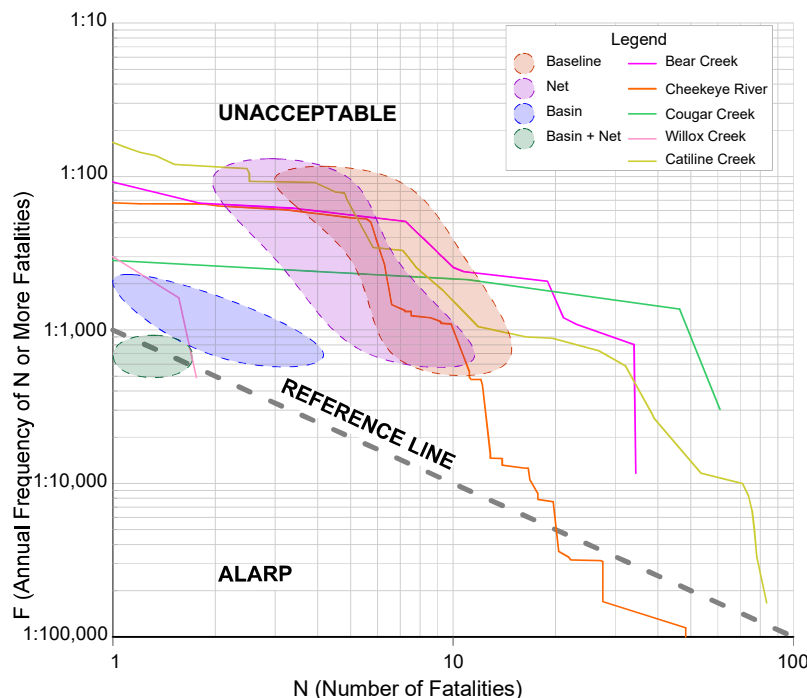 1:10
Legend
Baseline
Bear Creek
Net
Cheekeye River
Basin
Cougar Creek
Basin + Net
Willox Creek
Catiline Creek
UNACCEPTABLE
1:100
1:1,000
REFERENCE LINE
1:10,000
ALARP
1:100,000
F (Annual Frequency of N or More Fatalities)
1
10
100
N (Number of Fatalities)